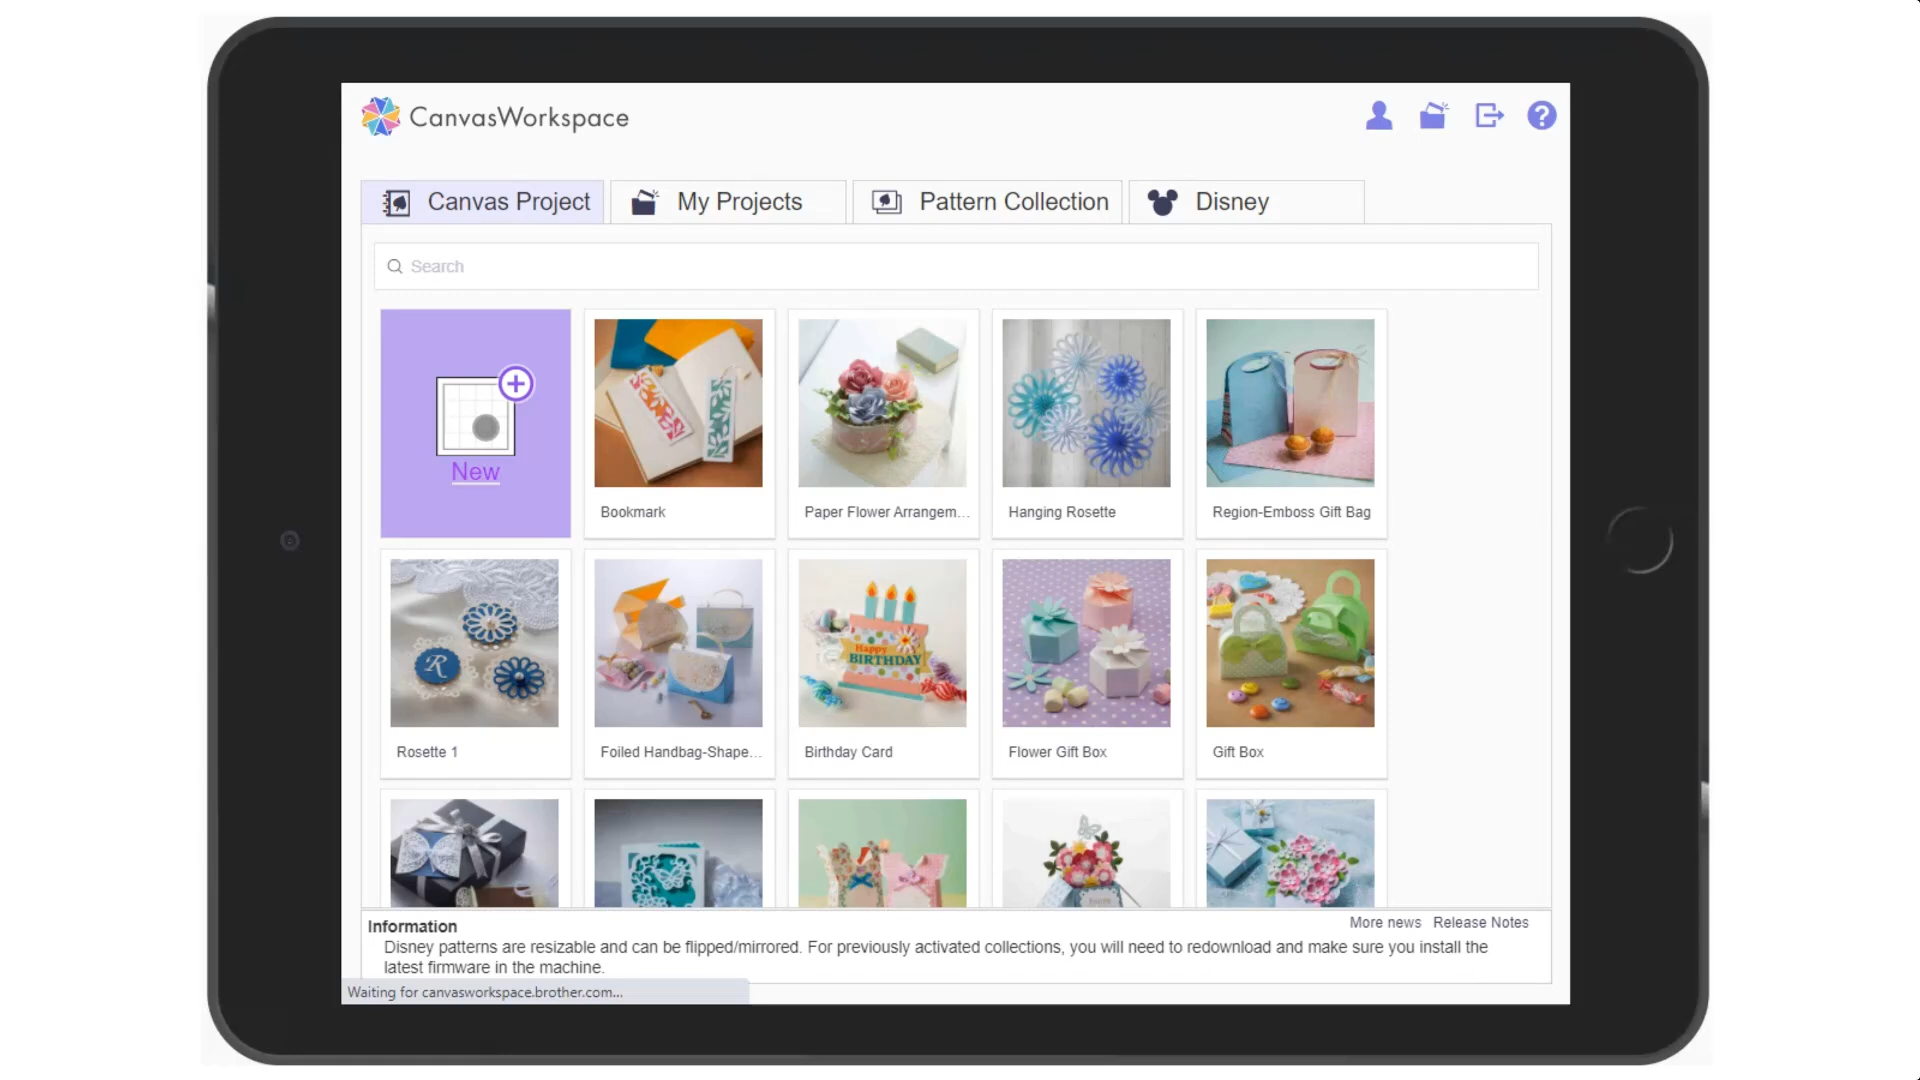 CanvasWorkspace
Canvas Project
My Projects
Pattern Collection
Disney
Search
New
Bookmark
Paper Flower Arrangem...
Hanging Rosette
Region-Emboss Gift Bag
R
Happy
BIRTHDAY
Rosette 1
Foiled Handbag-Shape...
Birthday Card
Flower Gift Box
Gift Box
Information
More news Release Notes
Disney patterns are resizable and can be flipped/mirrored. For previously activated collections, you will need to redownload and make sure you install the
latest firmware in the machine.
Waiting for canvasworkspace.brother.com...